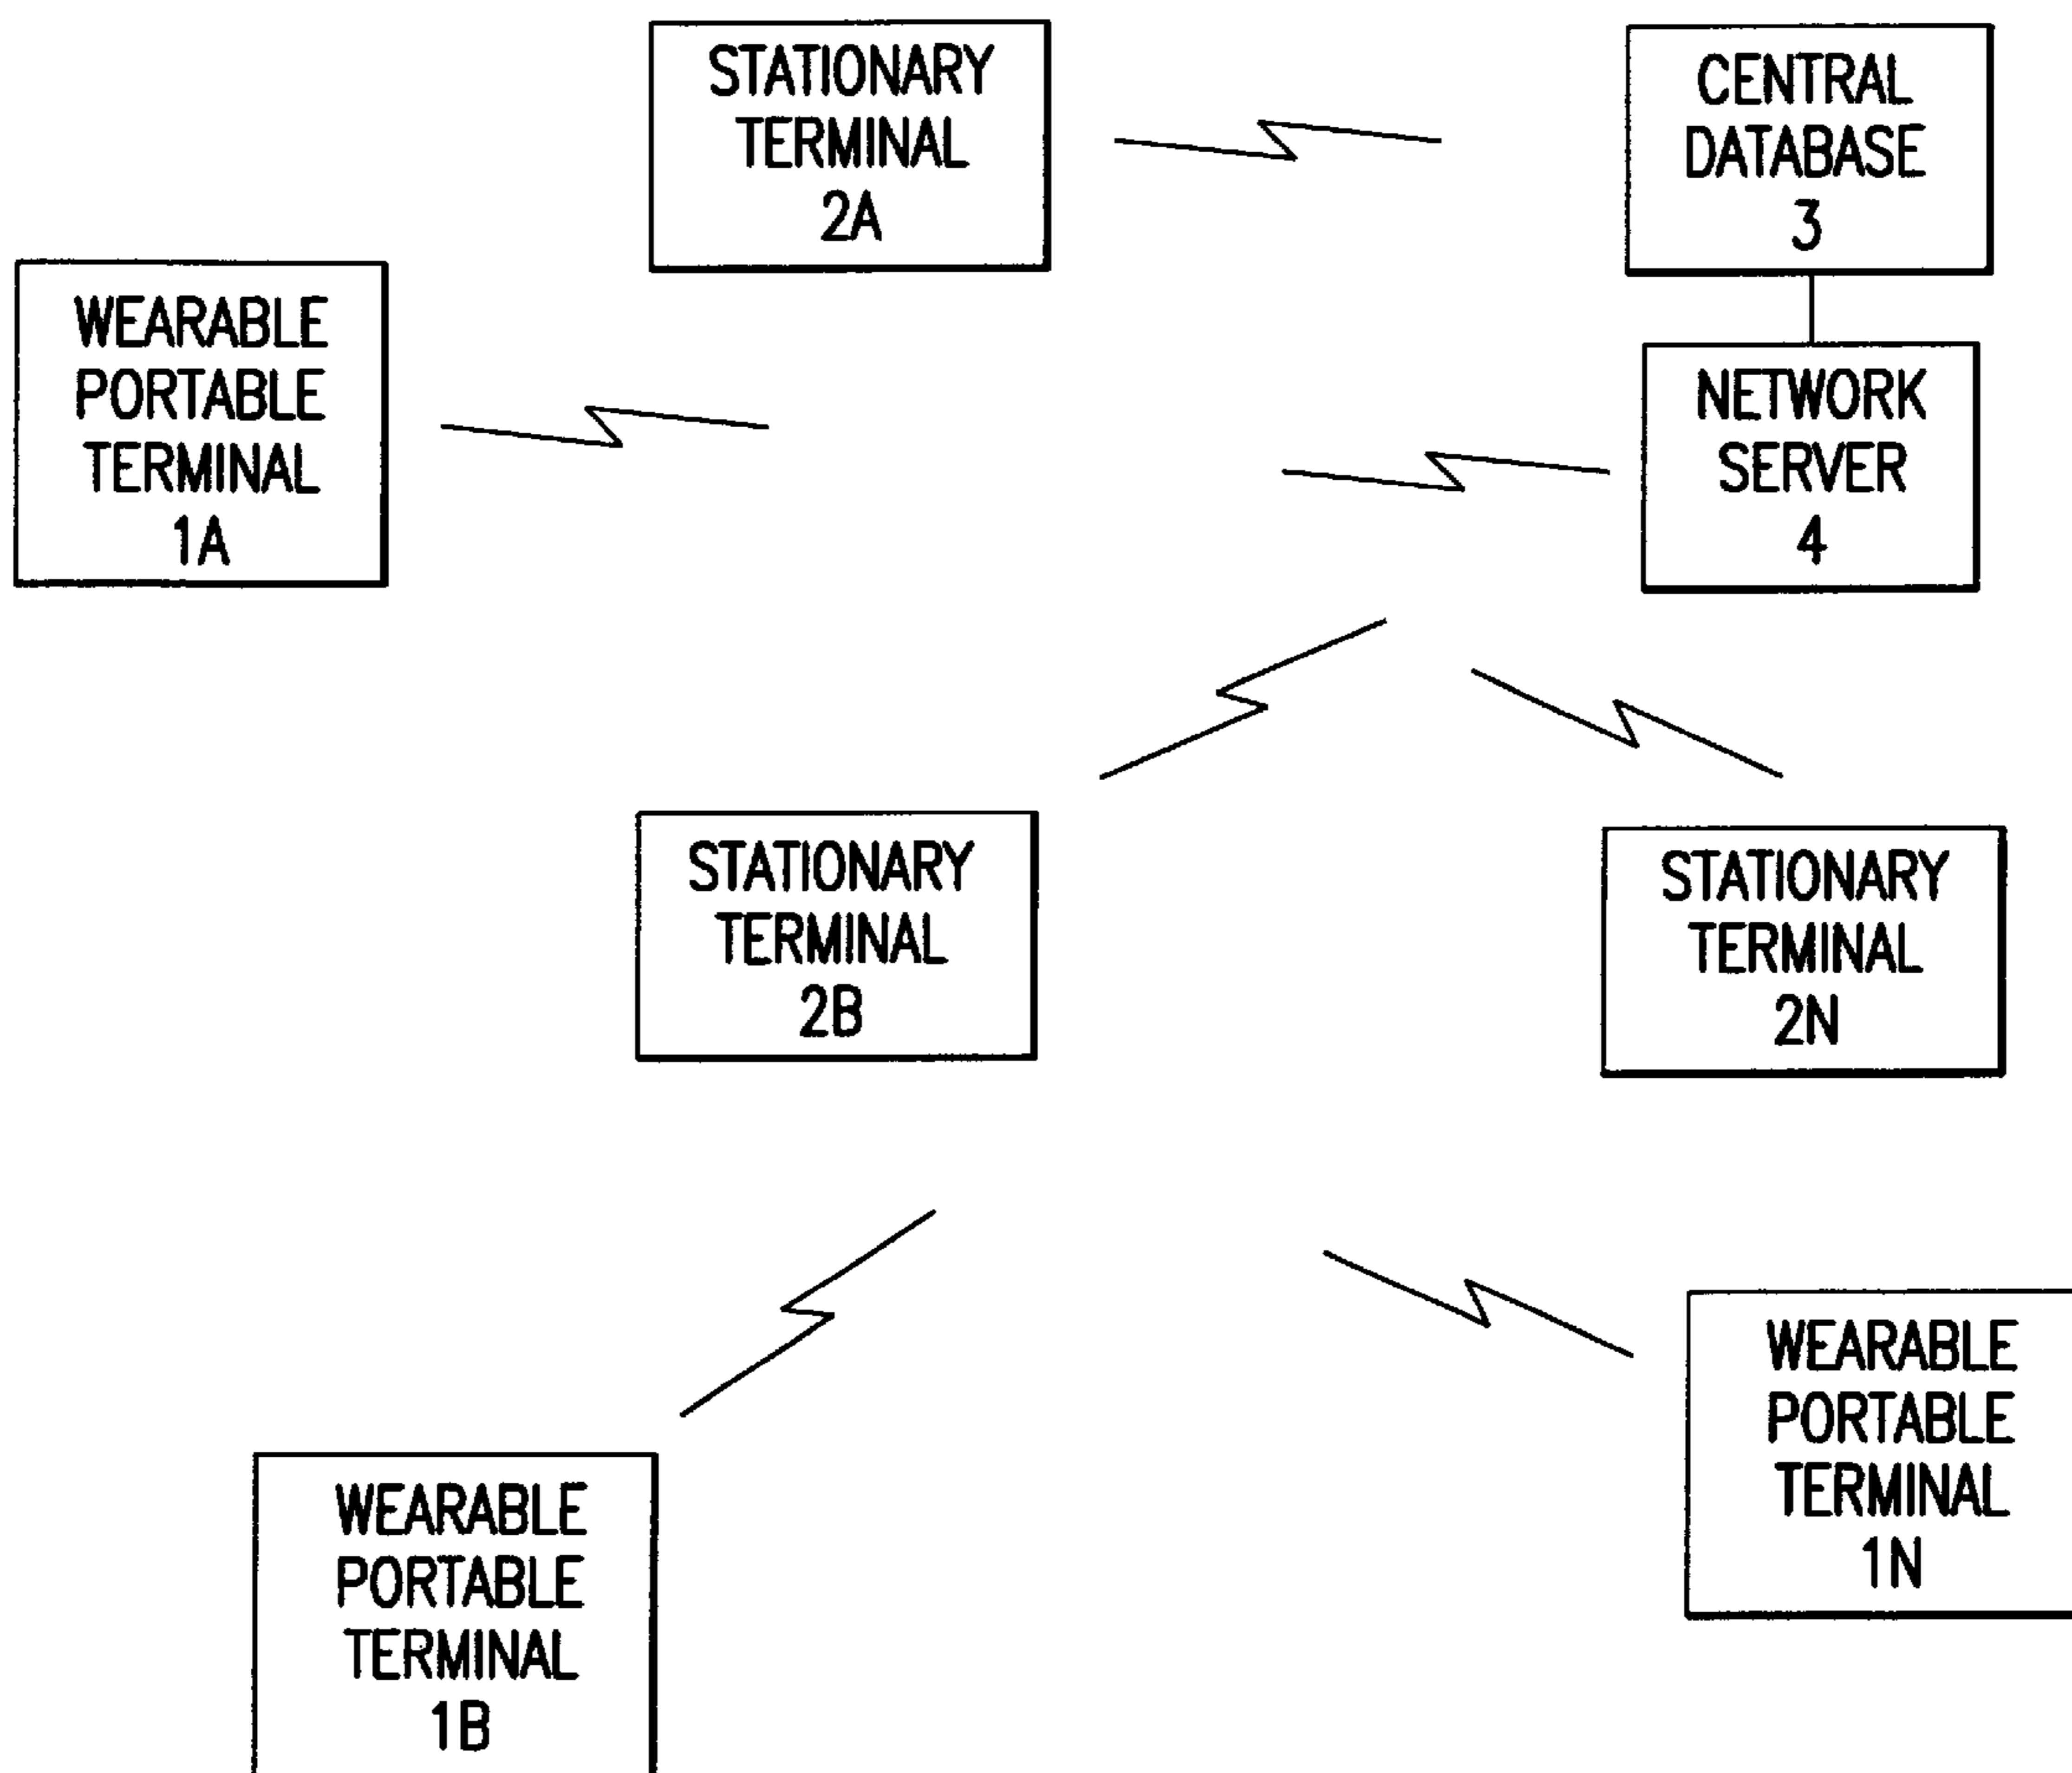 STATIONARY
TERMINAL
2A
CENTRAL
DATABASE
3
WEARABLE
PORTABLE
TERMINAL
1A
NETWORK
SERVER
4
STATIONARY
TERMINAL
2B
STATIONARY
TERMINAL
2N
WEARABLE
PORTABLE
TERMINAL
1N
WEARABLE
PORTABLE
TERMINAL
1B